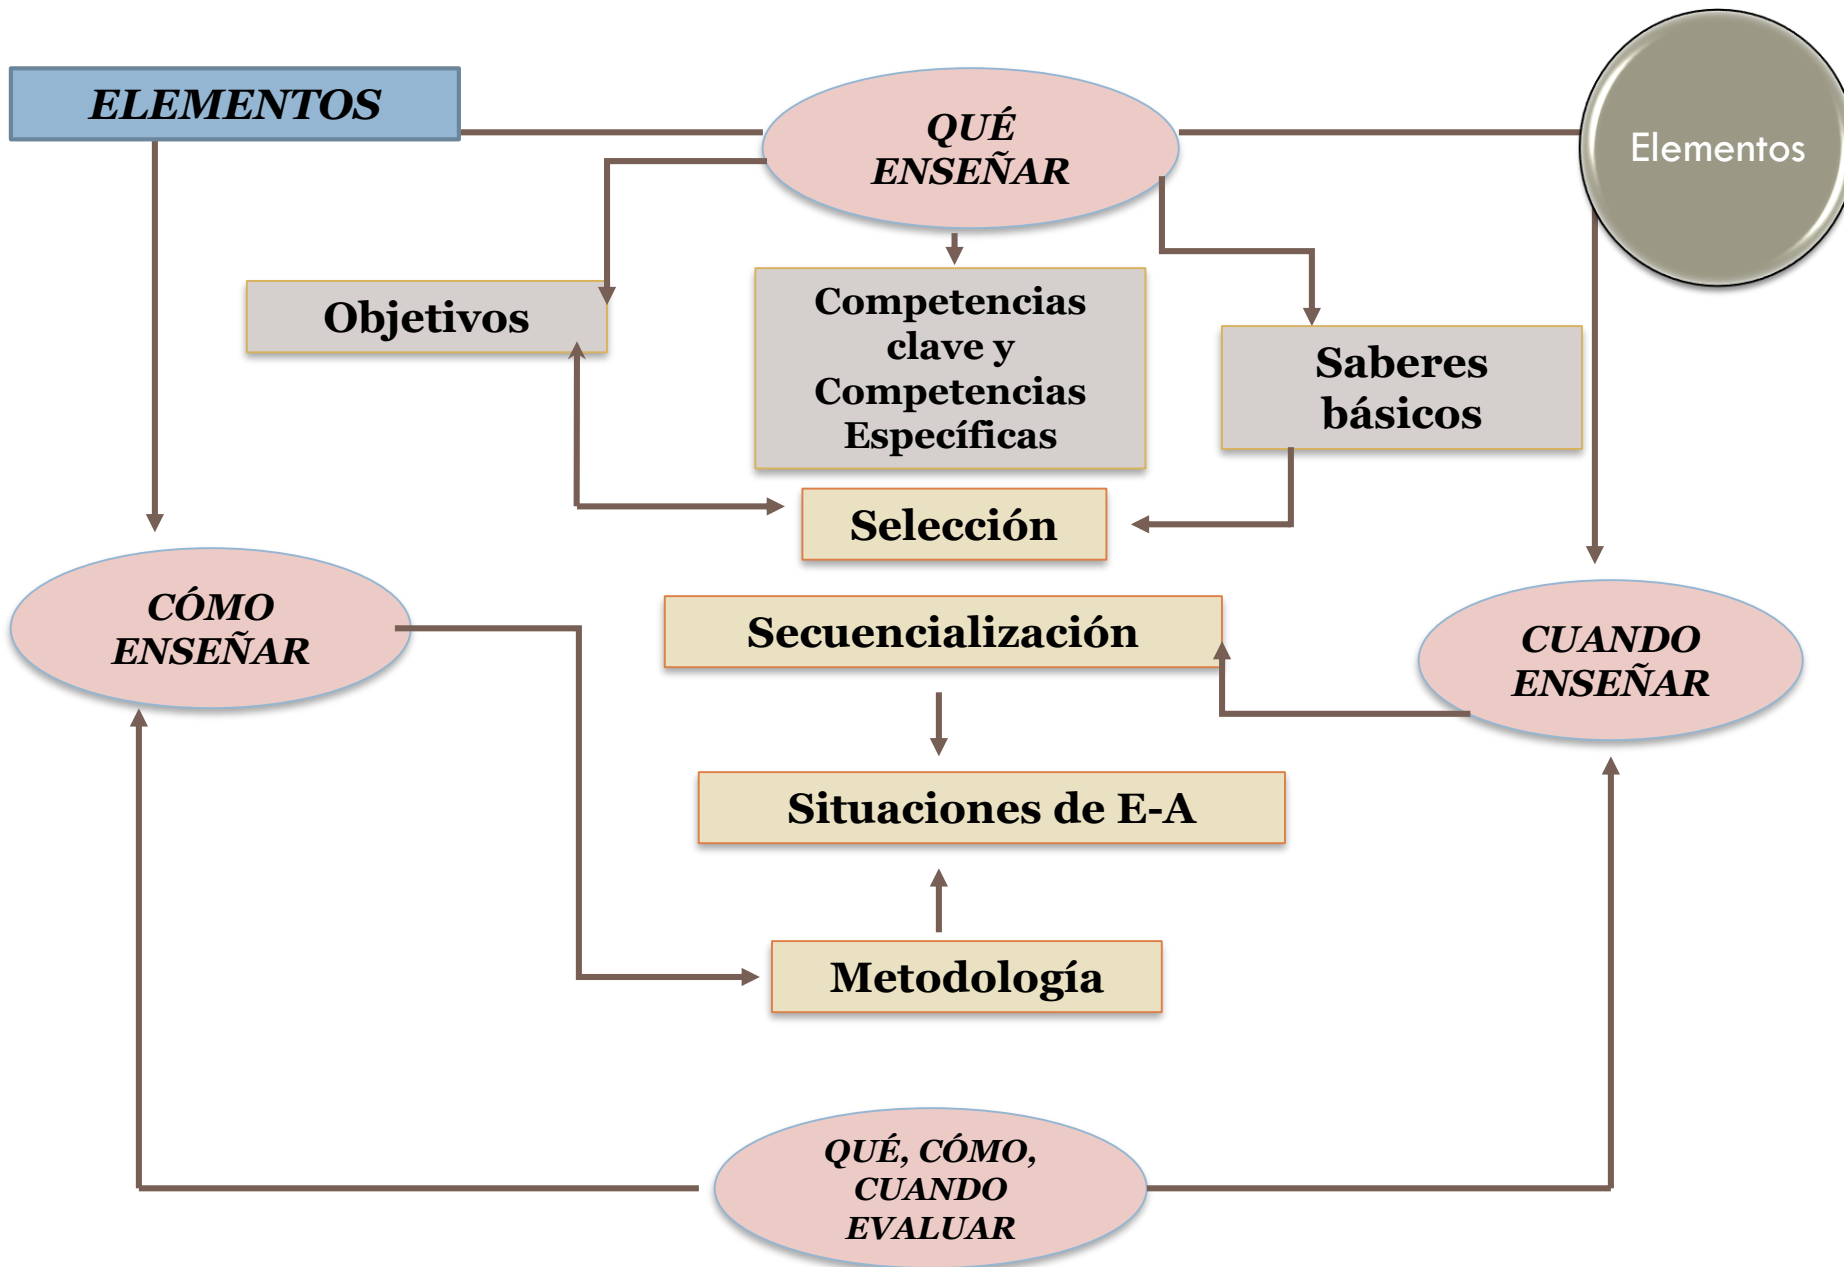 ELEMENTOS
QUÉ
ENSEÑAR
Elementos
Objetivos
Competencias
clave y
Competencias
Específicas
Saberes
básicos
Selección
CÓMO
ENSEÑAR
Secuencialización
CUANDO
ENSEÑAR
Situaciones de E-A
Metodología
QUÉ, CÓMO,
CUANDO
EVALUAR